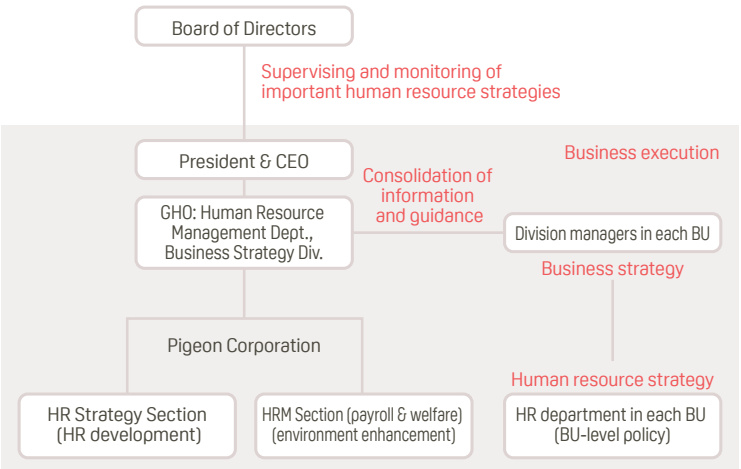 Board of Directors
Supervising and monitoring of
important human resource strategies
Business execution
President & CEO
Consolidation of
information
and guidance
GHO: Human Resource
Management Dept.,
Business Strategy Div.
Division managers in each BU
Business strategy
Pigeon Corporation
Human resource strategy
HR Strategy Section
(HR development)
HRM Section (payroll & welfare)
(environment enhancement)
HR department in each BU
(BU-level policy)